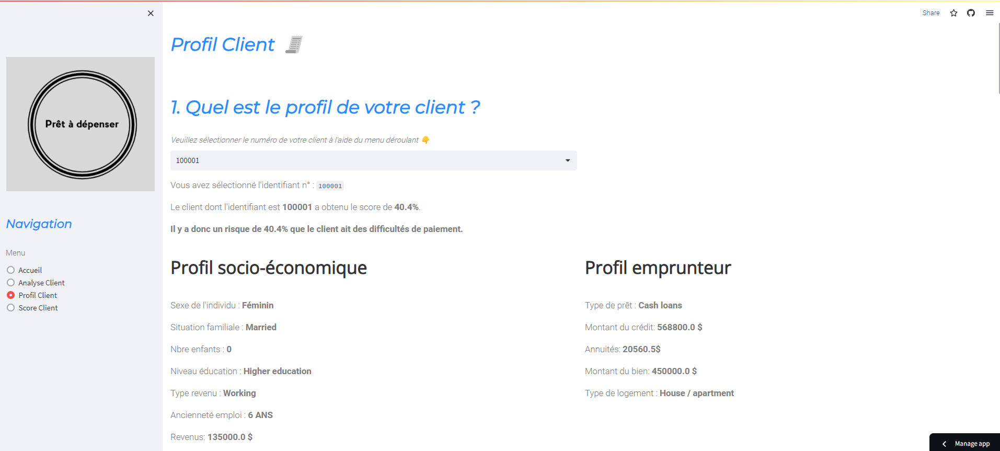 Share
Prêt à dépenser
Navigation
Menu
Accueil
Analyse Client
Profil Client
Score Client
Profil Client
1. Quel est le profil de votre client ?
Veuillez sélectionner le numéro de votre client à l'aide du menu déroulant
100001
Vous avez sélectionné l'identifiant n° : 100001
Le client dont l'identifiant est 100001 a obtenu le score de 40.4%.
Il y a donc un risque de 40.4% que le client ait des difficultés de paiement.
Profil socio-économique
Sexe de l'individu : Féminin
Situation familiale : Married
Nbre enfants : 0
Niveau éducation : Higher education
Type revenu : Working
Ancienneté emploi : 6 ANS
Revenus: 135000.0 $
Profil emprunteur
Type de prêt : Cash loans
Montant du crédit: 568800.0 $
Annuités: 20560.5$
Montant du bien: 450000.0 $
Type de logement : House / apartment
Manage app